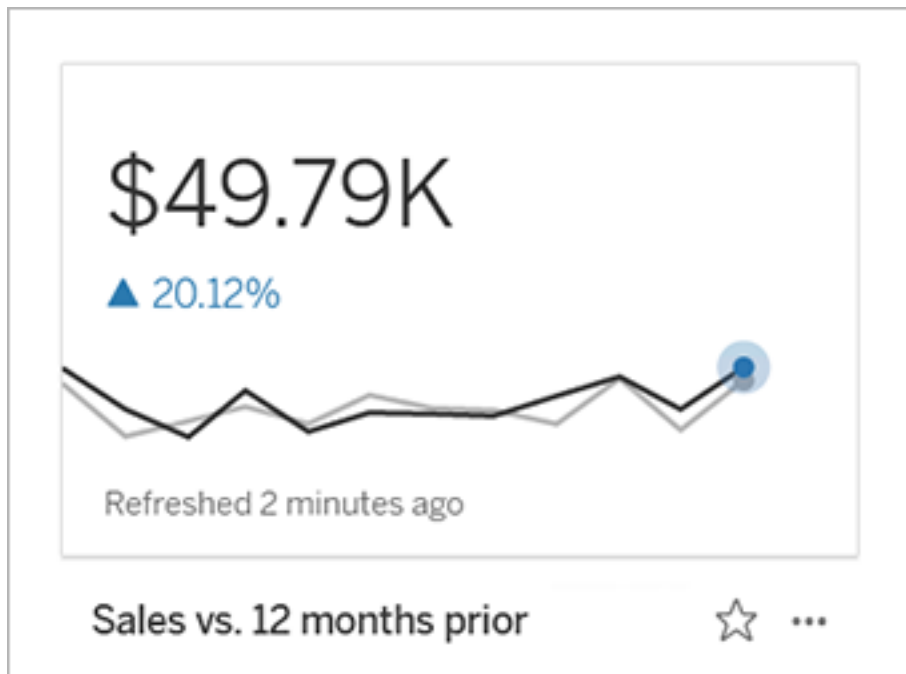 $49.79K
▲ 20.12%
Refreshed 2 minutes ago
Sales vs. 12 months prior